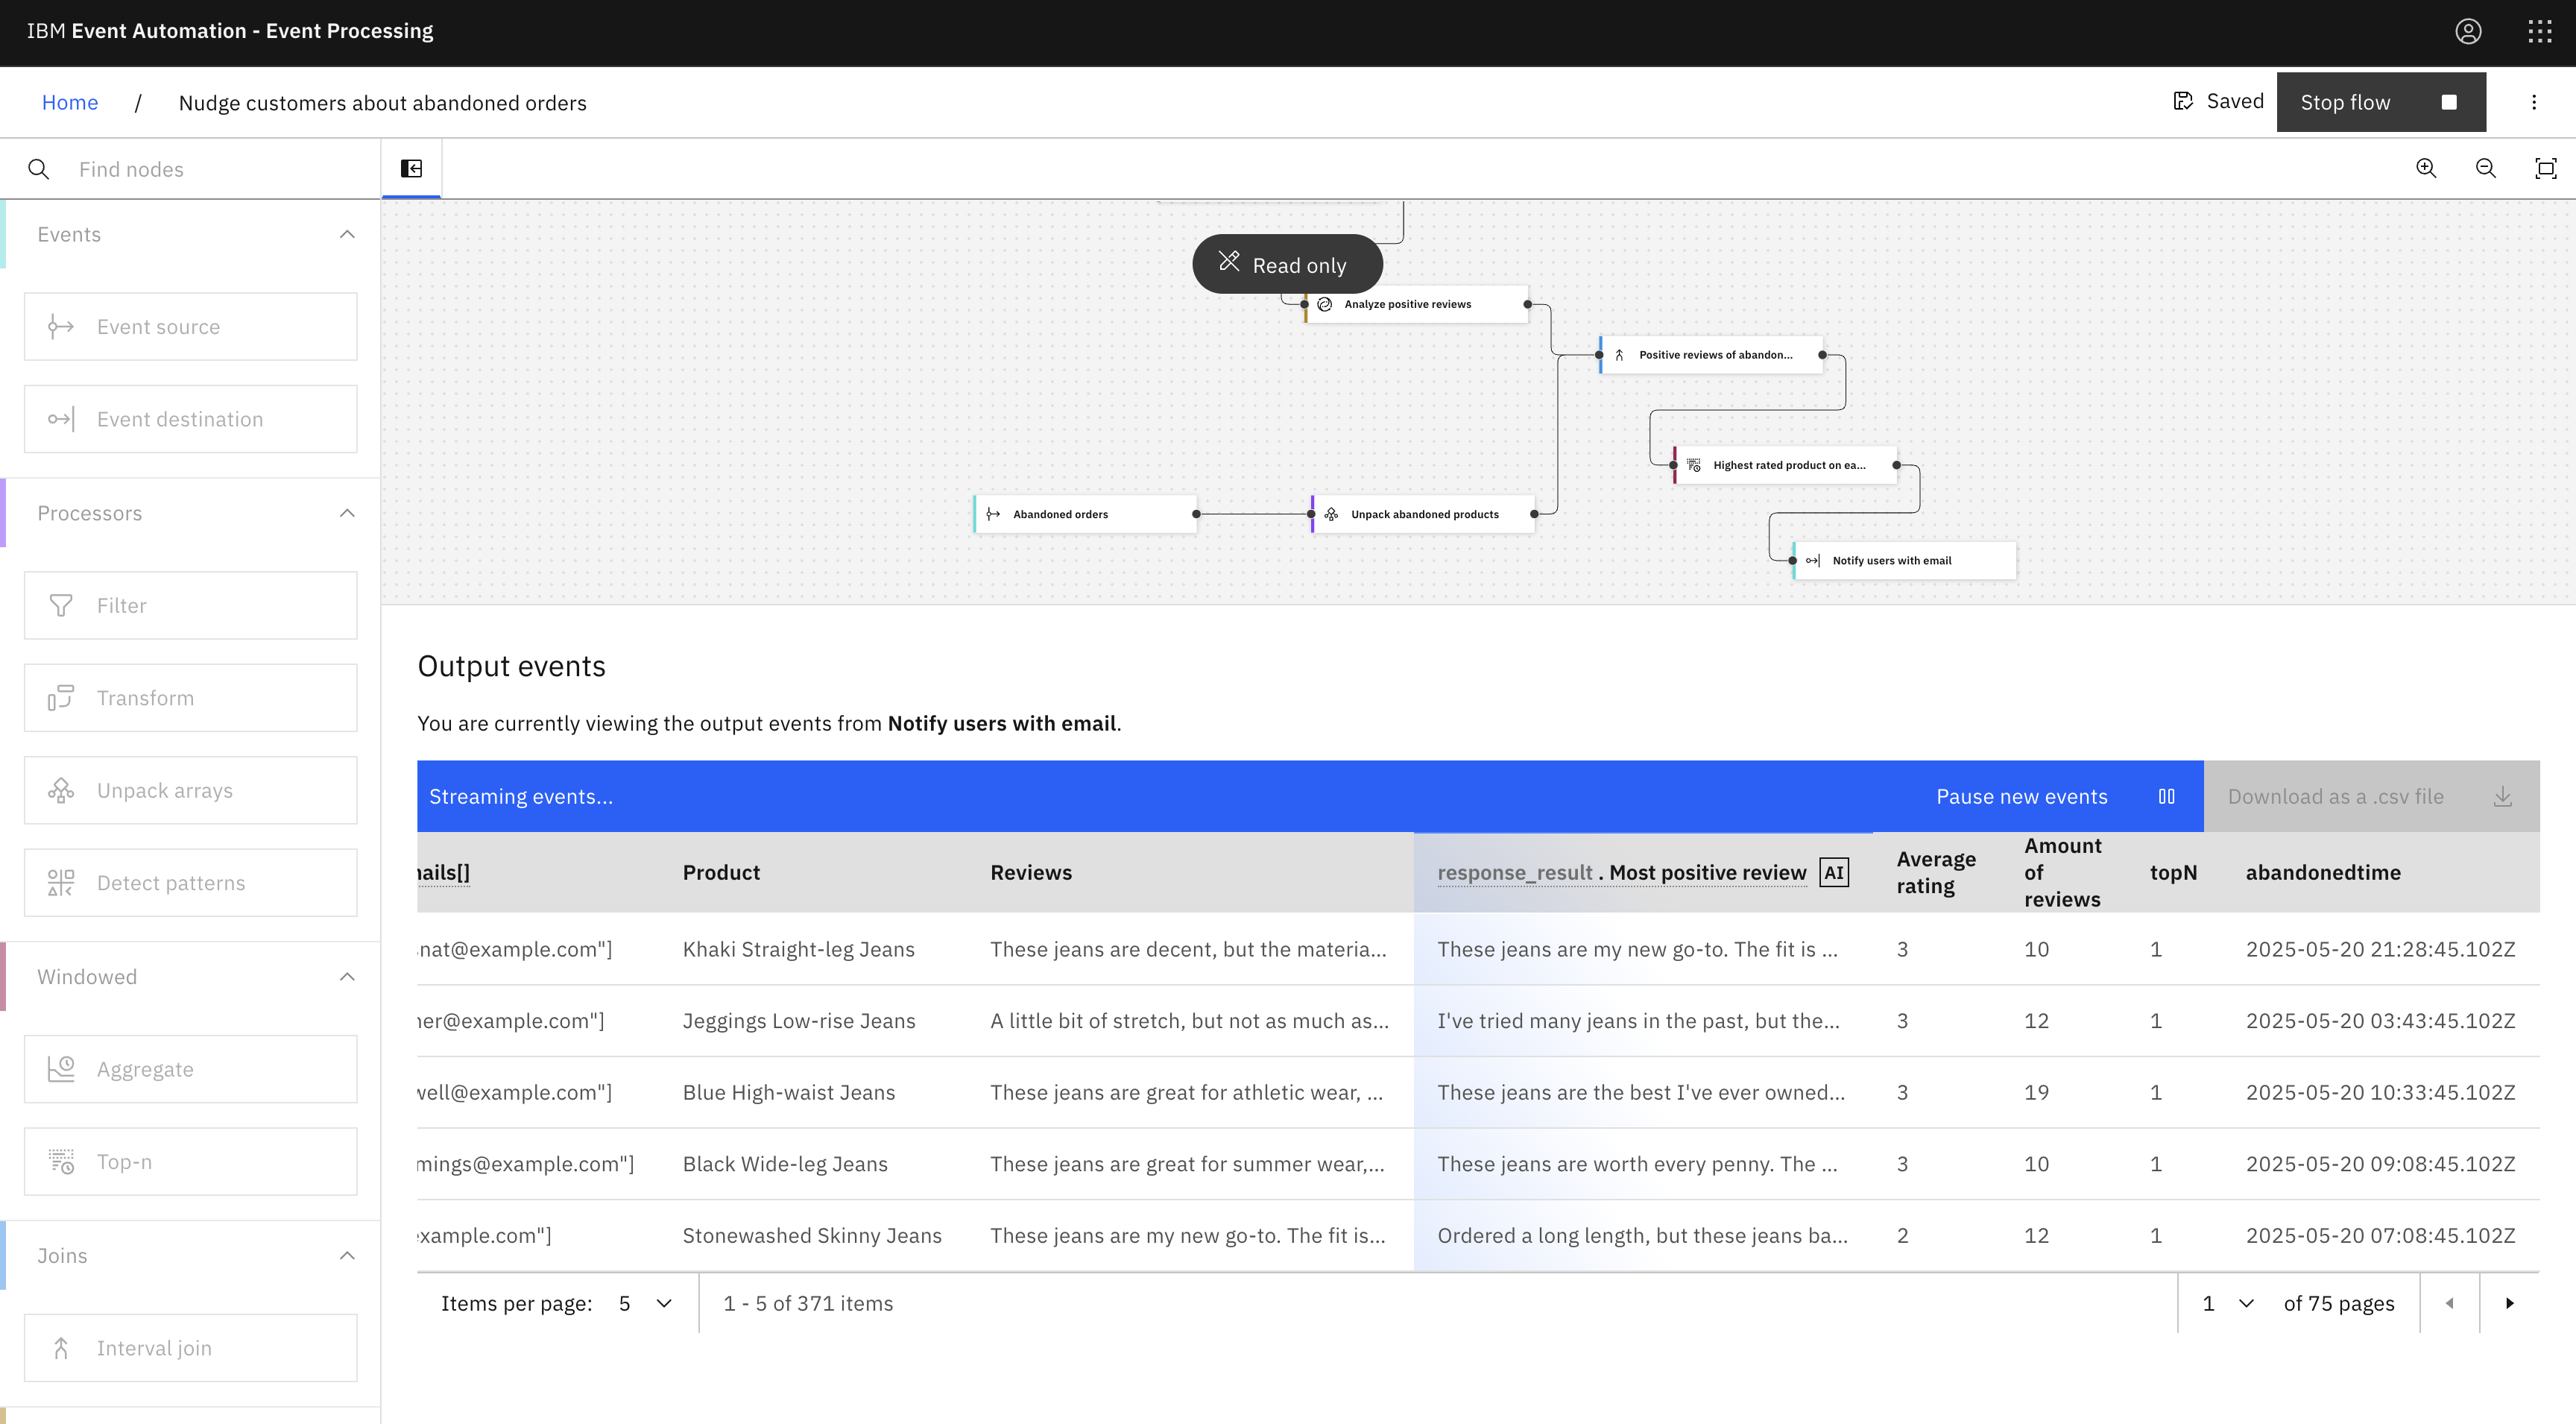 IBM Event Automation - Event Processing
Home / Nudge customers about abandoned orders
Saved
Stop flow
Find nodes
Events
Event source
Event destination
Processors
Filter
Transform
Unpack arrays
Detect patterns
Windowed
Aggregate
Top-n
Joins
Interval join
Read only
Analyze positive reviews
Positive reviews of abandon...
Highest rated product on ea...
Abandoned orders
Unpack abandoned products
Notify users with email
Output events
You are currently viewing the output events from Notify users with email.
Streaming events... Pause new events Download as a .csv file
ails[] Product Reviews response_result . Most positive review AI Average rating Amount of reviews topN abandonedtime
nat@example.com"] Khaki Straight-leg Jeans These jeans are decent, but the materia... These jeans are my new go-to. The fit is ... 3 10 1 2025-05-20 21:28:45.102Z
er@example.com"] Jeggings Low-rise Jeans A little bit of stretch, but not as much as... I've tried many jeans in the past, but the... 3 12 1 2025-05-20 03:43:45.102Z
well@example.com"] Blue High-waist Jeans These jeans are great for athletic wear, ... These jeans are the best I've ever owned... 3 19 1 2025-05-20 10:33:45.102Z
mings@example.com"] Black Wide-leg Jeans These jeans are great for summer wear,... These jeans are worth every penny. The ... 3 10 1 2025-05-20 09:08:45.102Z
xample.com"] Stonewashed Skinny Jeans These jeans are my new go-to. The fit is... Ordered a long length, but these jeans ba... 2 12 1 2025-05-20 07:08:45.102Z
Items per page: 5 1 - 5 of 371 items 1 of 75 pages